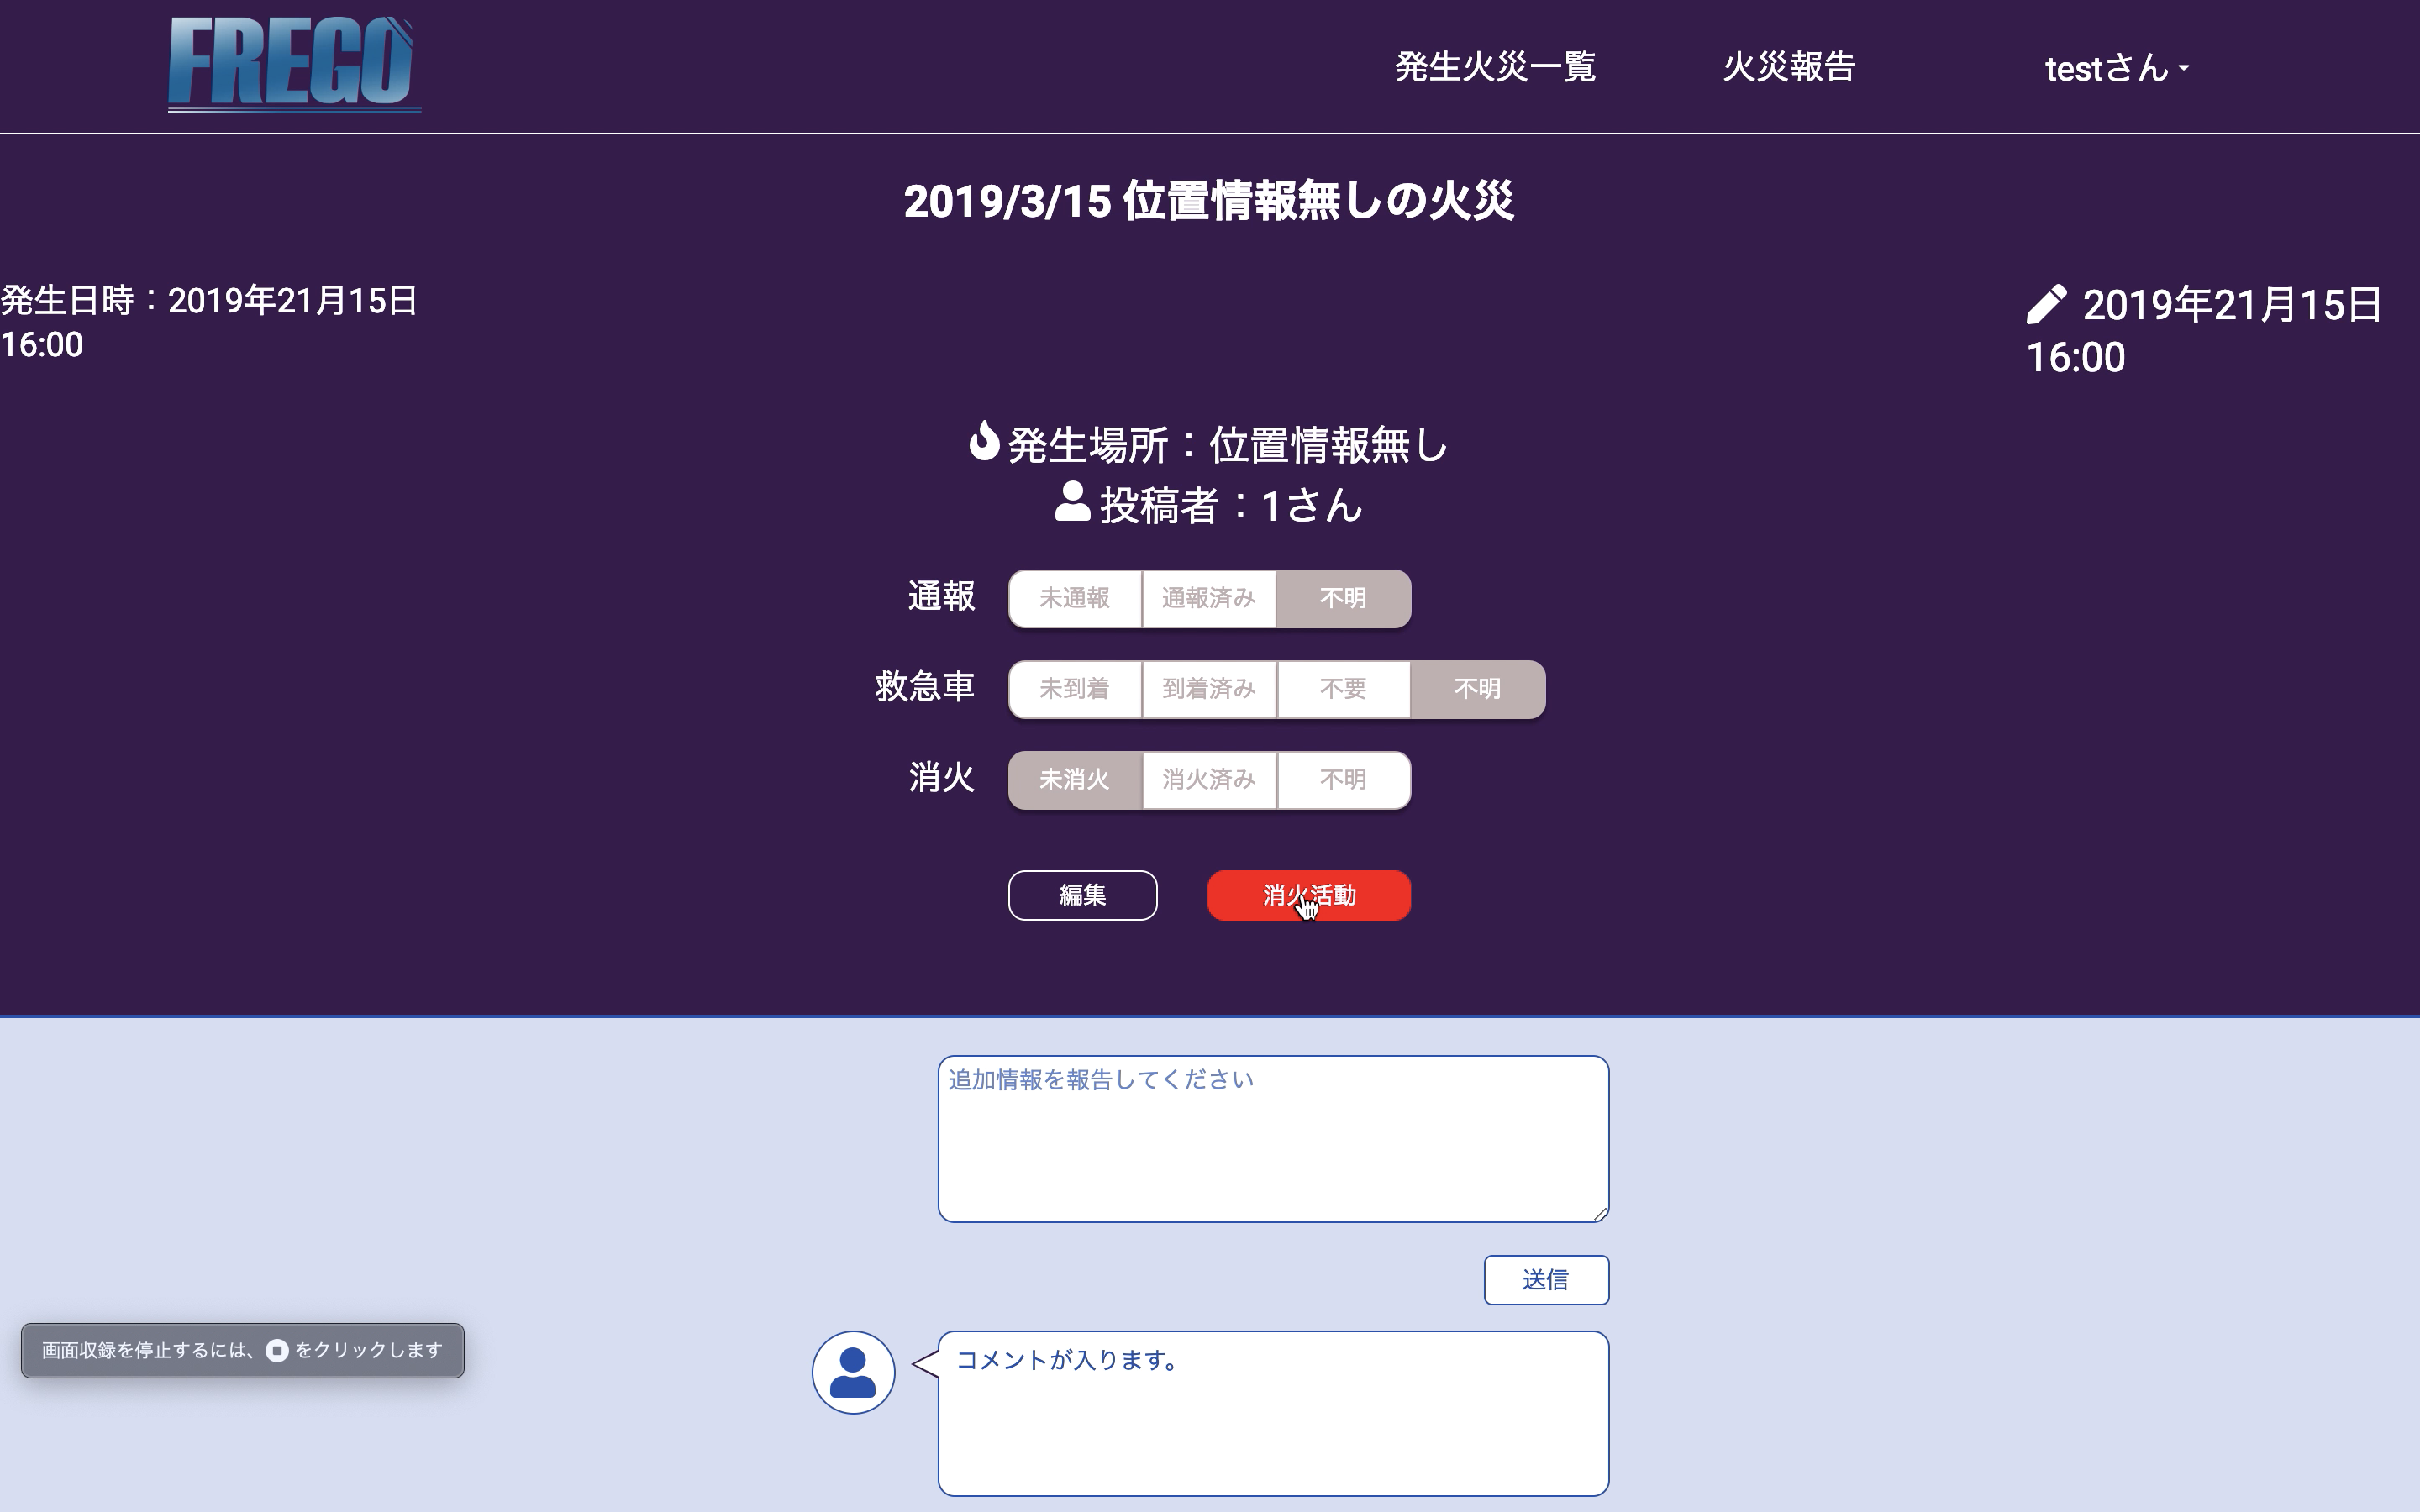 FREGO
発生火災一覧
火災報告
testさん
2019/3/15 位置情報無しの火災
発生日時：2019年21月15日
16:00
2019年21月15日
16:00
発生場所：位置情報無し
投稿者：1さん
通報 未通報 通報済み 不明
救急車 未到着 到着済み 不要 不明
消火 未消火 消火済み 不明
編集 消火活動
追加情報を報告してください
送信
コメントが入ります。
画面収録を停止するには、をクリックします